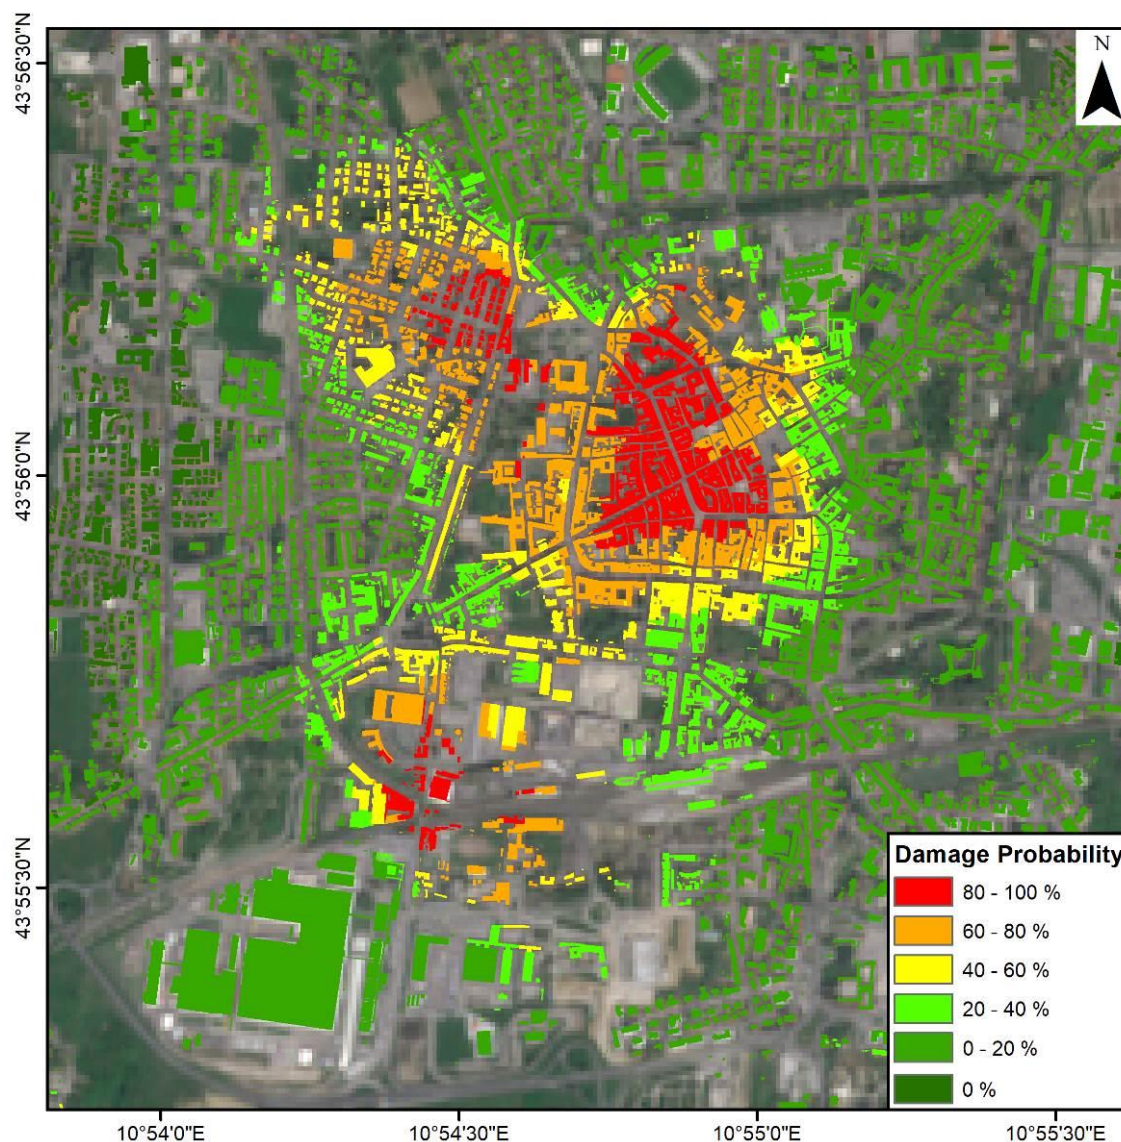 N
43°56'30"N
43°56'0"N
43°55'30"N
Damage Probability
80 - 100 %
60 - 80 %
40 - 60 %
20 - 40 %
0 - 20 %
0 %
10°54'0"E
10°54'30"E
10°55'0"E
10°55'30"E